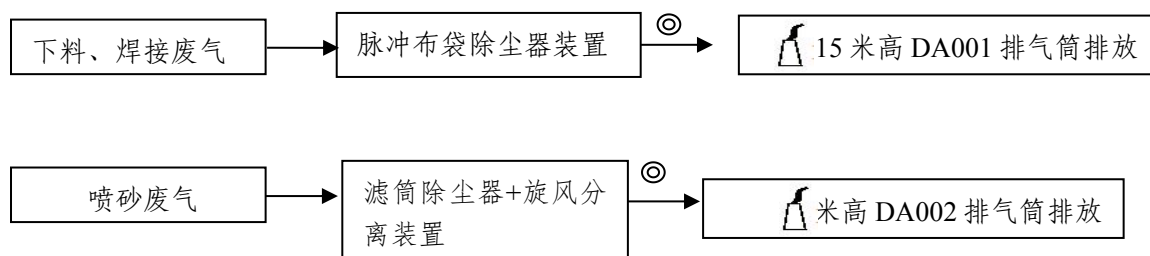 下料、焊接废气
脉冲布袋除尘器装置
◎
15 米高 DA001 排气筒排放
喷砂废气
滤筒除尘器+旋风分
离装置
◎
米高 DA002 排气筒排放